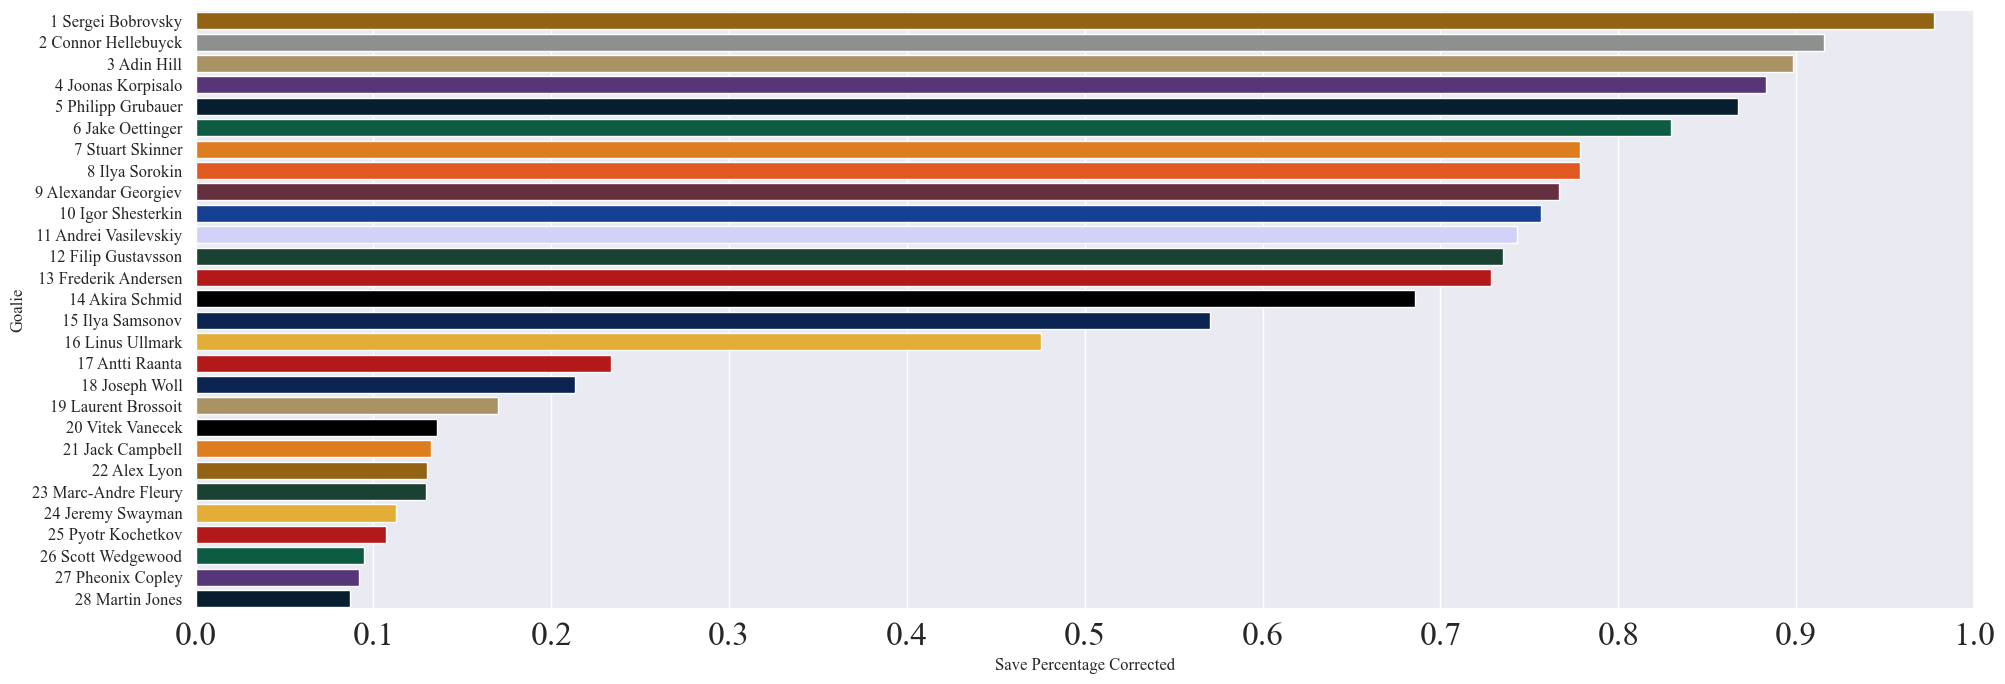 1 Sergei Bobrovsky
2 Connor Hellebuyck
3 Adin Hill
4 Joonas Korpisalo
5 Philipp Grubauer
6 Jake Oettinger
7 Stuart Skinner
8 Ilya Sorokin
9 Alexandar Georgiev
10 Igor Shesterkin
11 Andrei Vasilevskiy
12 Filip Gustavsson
13 Frederik Andersen
14 Akira Schmid
15 Ilya Samsonov
16 Linus Ullmark
17 Antti Raanta
18 Joseph Woll
19 Laurent Brossoit
20 Vitek Vanecek
21 Jack Campbell
22 Alex Lyon
23 Marc-Andre Fleury
24 Jeremy Swayman
25 Pyotr Kochetkov
26 Scott Wedgewood
27 Pheonix Copley
28 Martin Jones
Goalie
0.0 0.1 0.2 0.3 0.4 0.5 0.6 0.7 0.8 0.9 1.0
Save Percentage Corrected